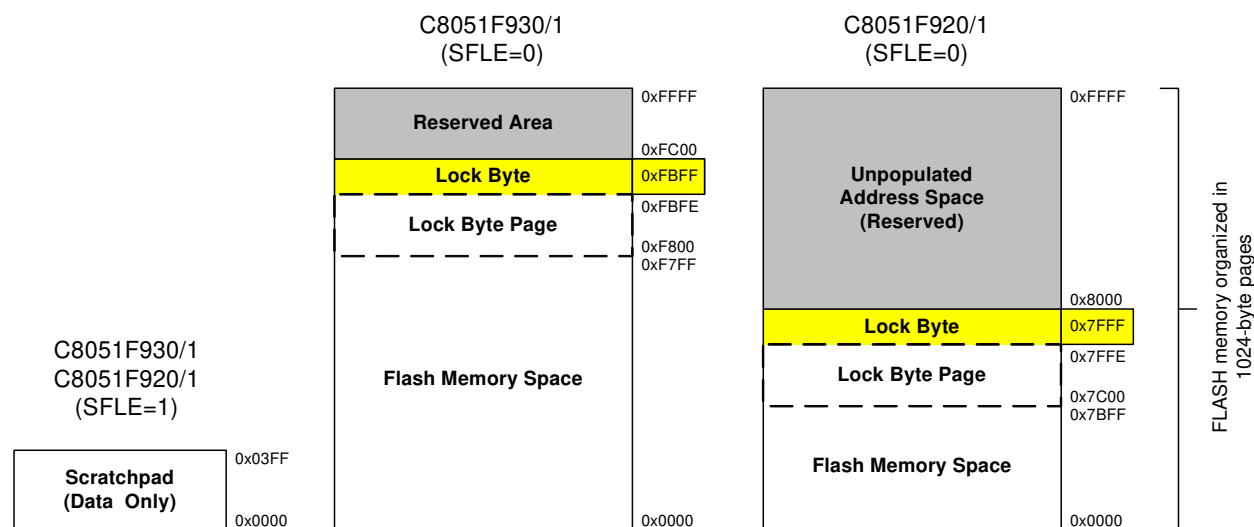 C8051F930/1
(SFLE=0)
0xFFFF
Reserved Area
0xFC00
Lock Byte
0xFBFF
0xFBFE
Lock Byte Page
0xF800
0xF7FF
Flash Memory Space
0x0000
C8051F920/1
(SFLE=0)
0xFFFF
Unpopulated
Address Space
(Reserved)
0x8000
Lock Byte
0x7FFF
0x7FFE
Lock Byte Page
0x7C00
0x7BFF
Flash Memory Space
0x0000
FLASH memory organized in
1024-byte pages
C8051F930/1
C8051F920/1
(SFLE=1)
0x03FF
Scratchpad
(Data Only)
0x0000